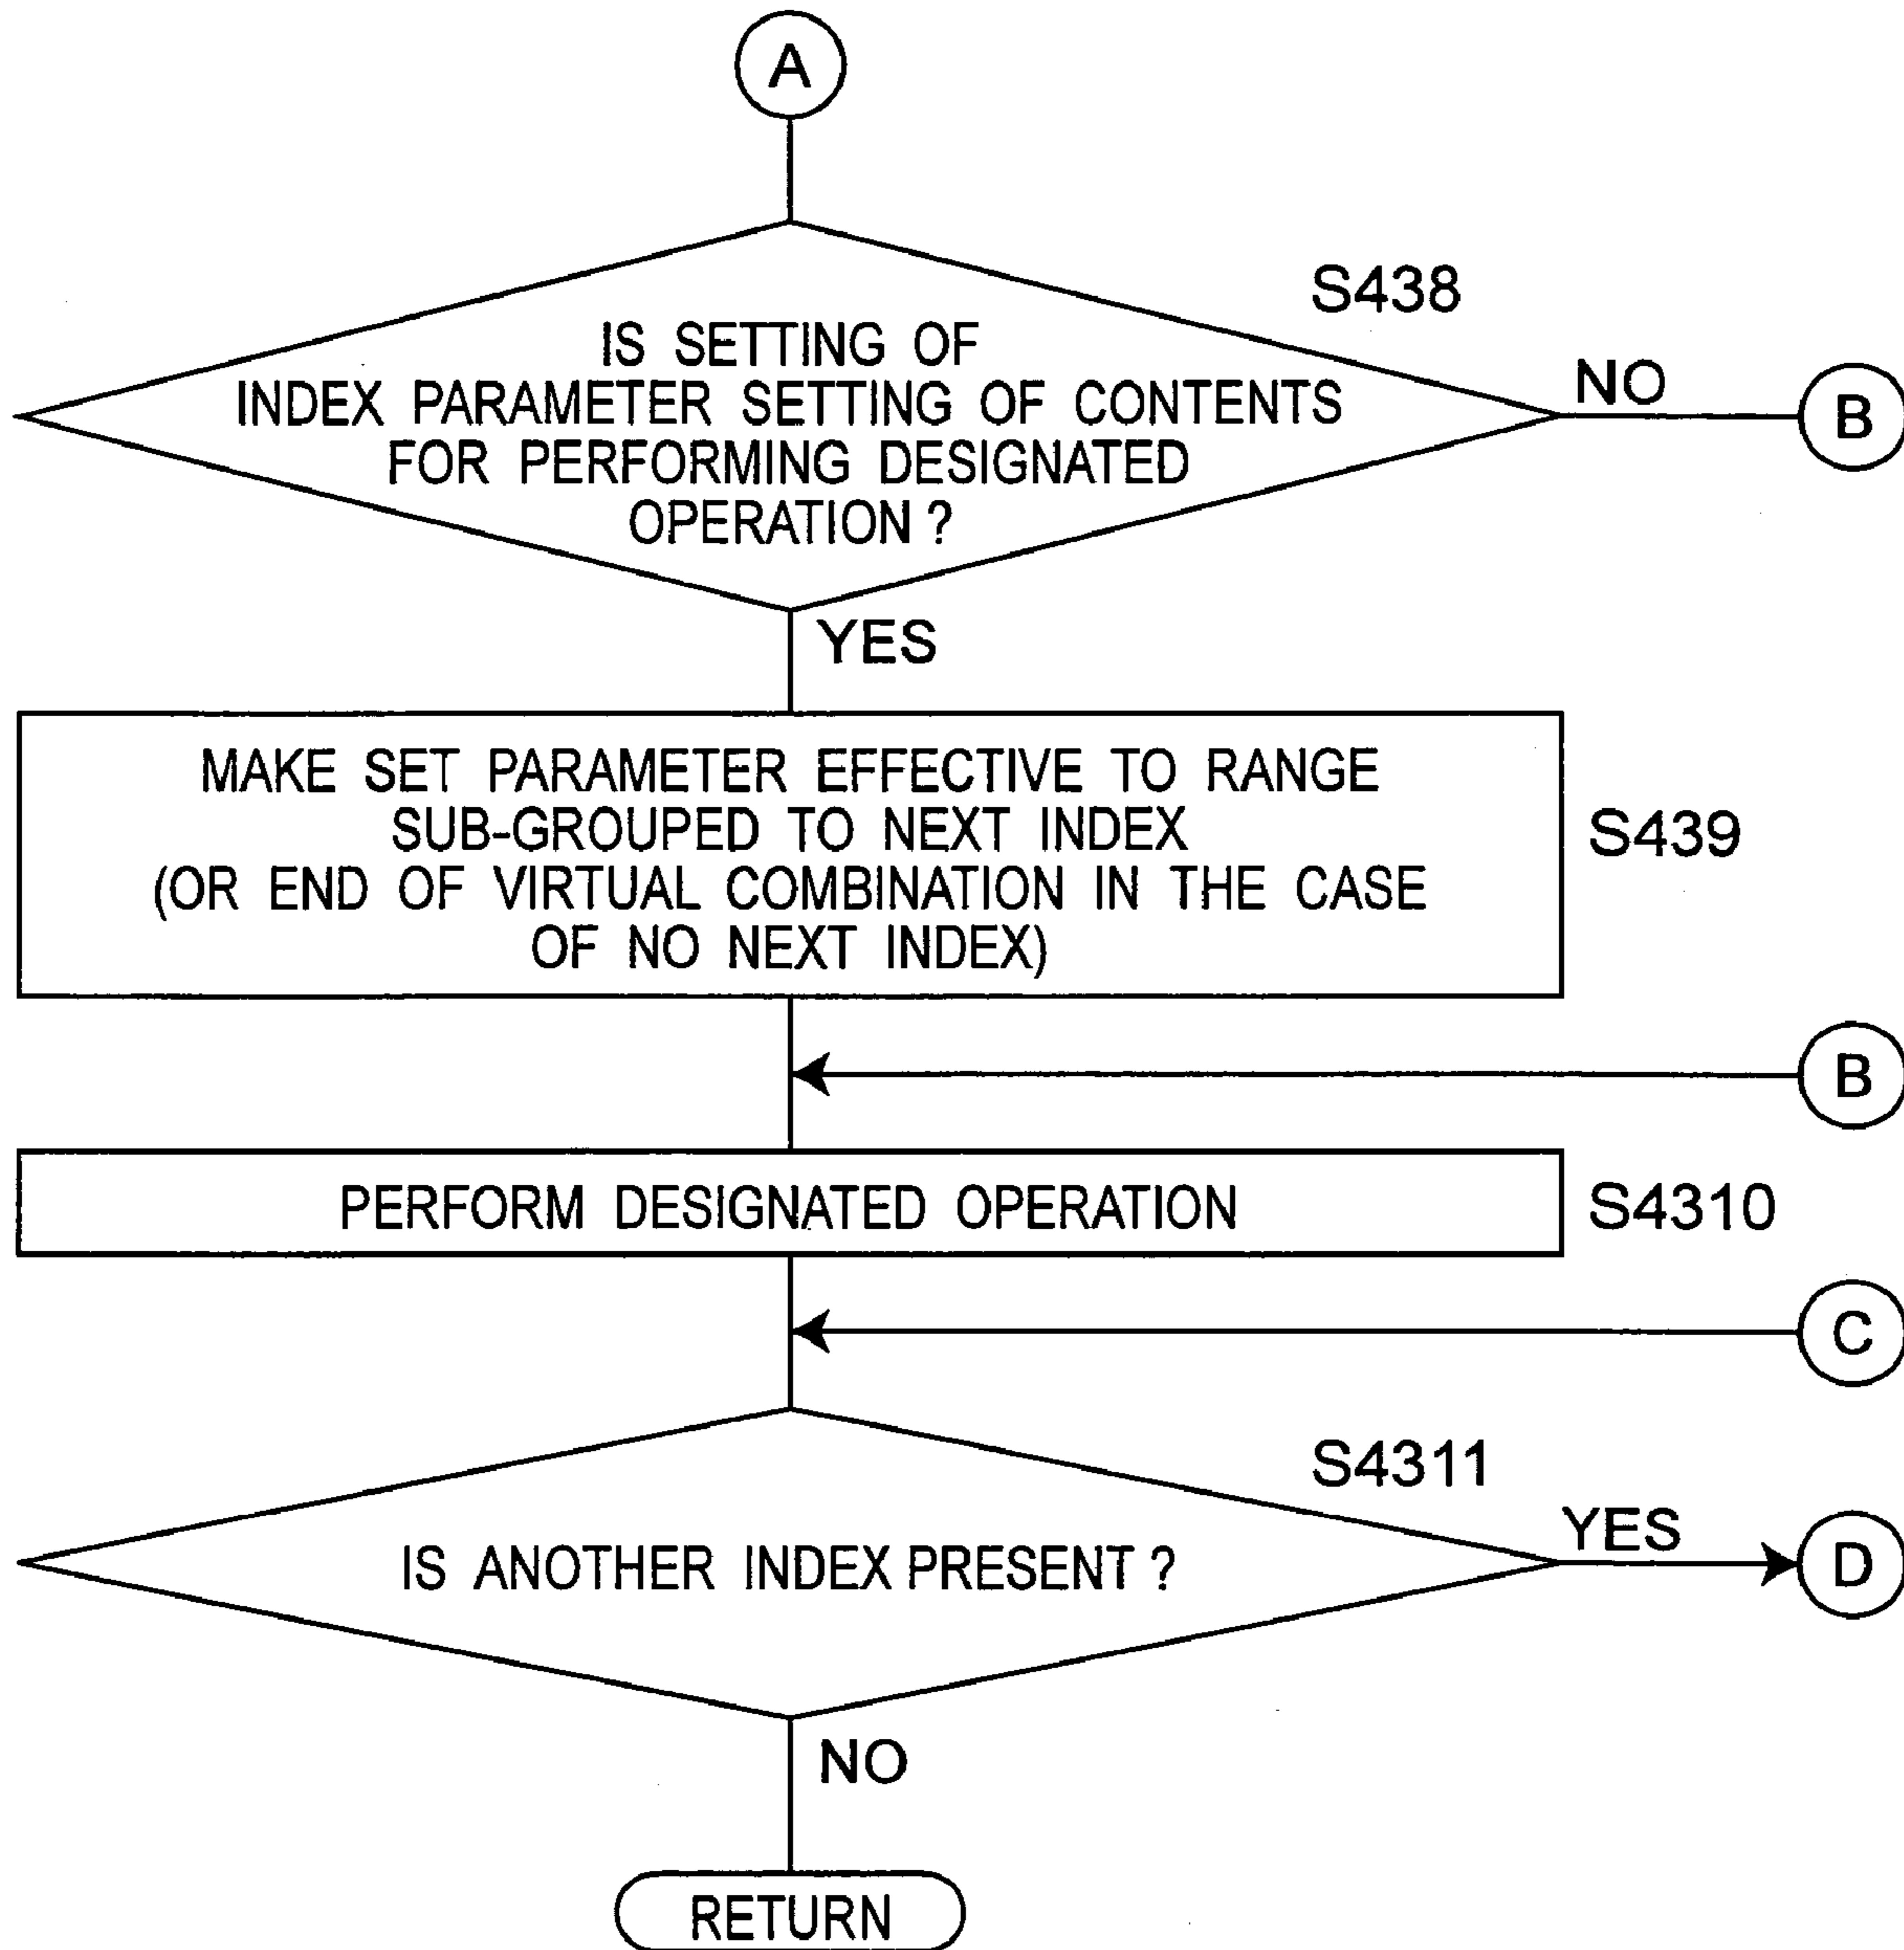 A
S438
IS SETTING OF
INDEX PARAMETER SETTING OF CONTENTS
FOR PERFORMING DESIGNATED
OPERATION ?
NO
B
YES
MAKE SET PARAMETER EFFECTIVE TO RANGE
SUB-GROUPED TO NEXT INDEX
(OR END OF VIRTUAL COMBINATION IN THE CASE
OF NO NEXT INDEX)
S439
B
PERFORM DESIGNATED OPERATION
S4310
C
S4311
IS ANOTHER INDEX PRESENT ?
YES
D
NO
RETURN